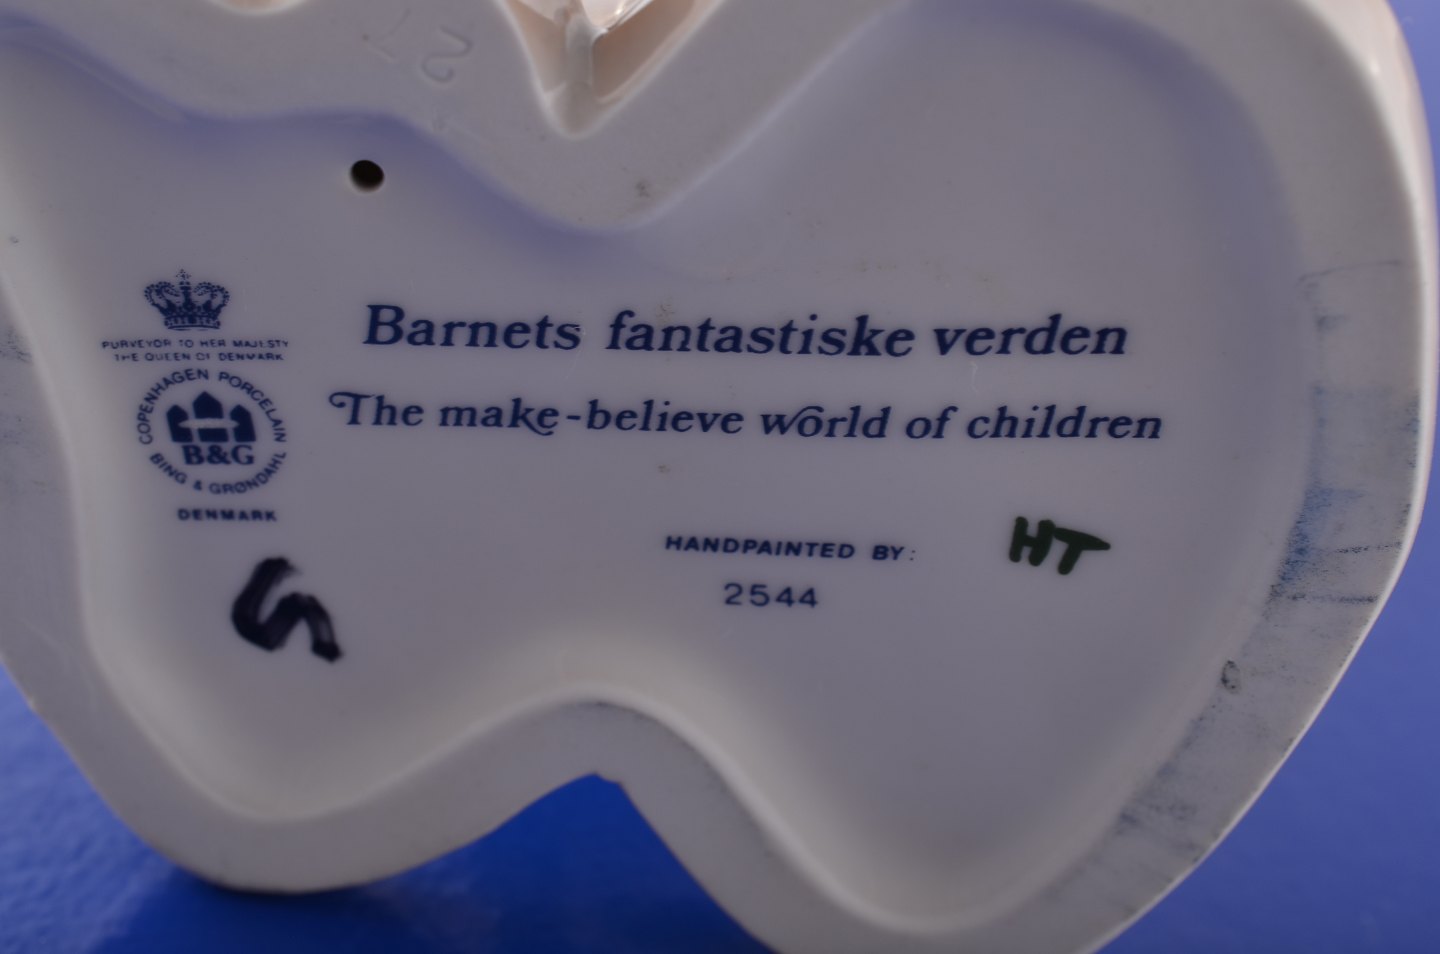 27
PURVEYOR TO HER MAJESTY
THE QUEEN OF DENMARK
COPENHAGEN PORCELAIN
B&G
BING & GRØNDAHL
DENMARK
Barnets fantastiske verden
The make-believe world of children
HANDPAINTED BY: HT
2544
S